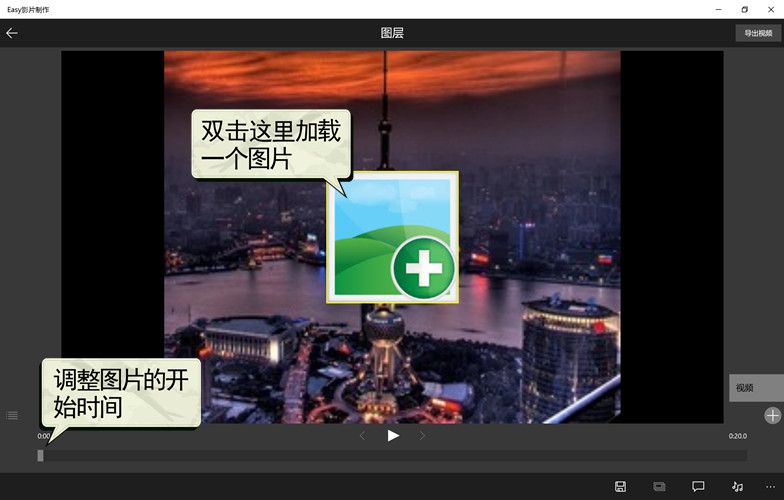 Easy影片制作
图层
导出视频
双击这里加载
一个图片
调整图片的开
始时间
视频
0:00
0:20.0